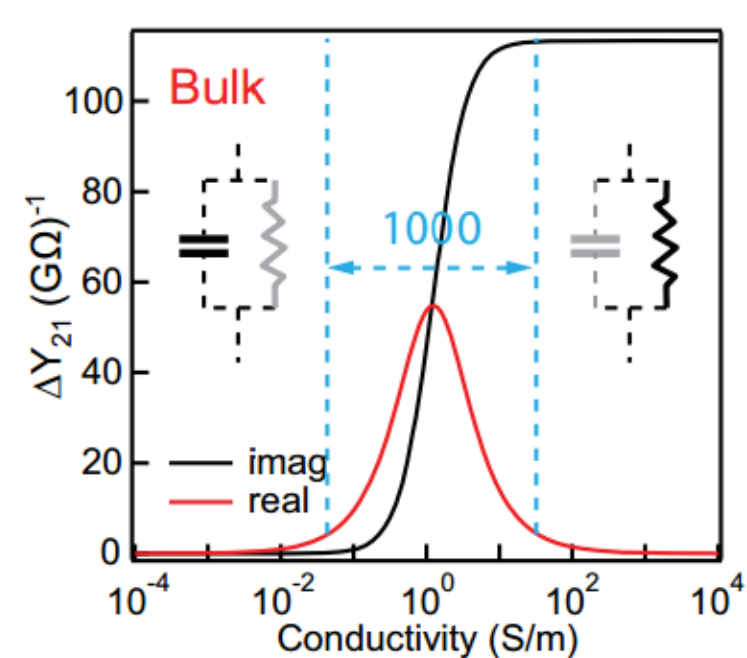 Bulk
1000
imag
real
ΔY₂₁ (GΩ)⁻¹
100
80
60
40
20
0
10⁻⁴ 10⁻² 10⁰ 10² 10⁴
Conductivity (S/m)